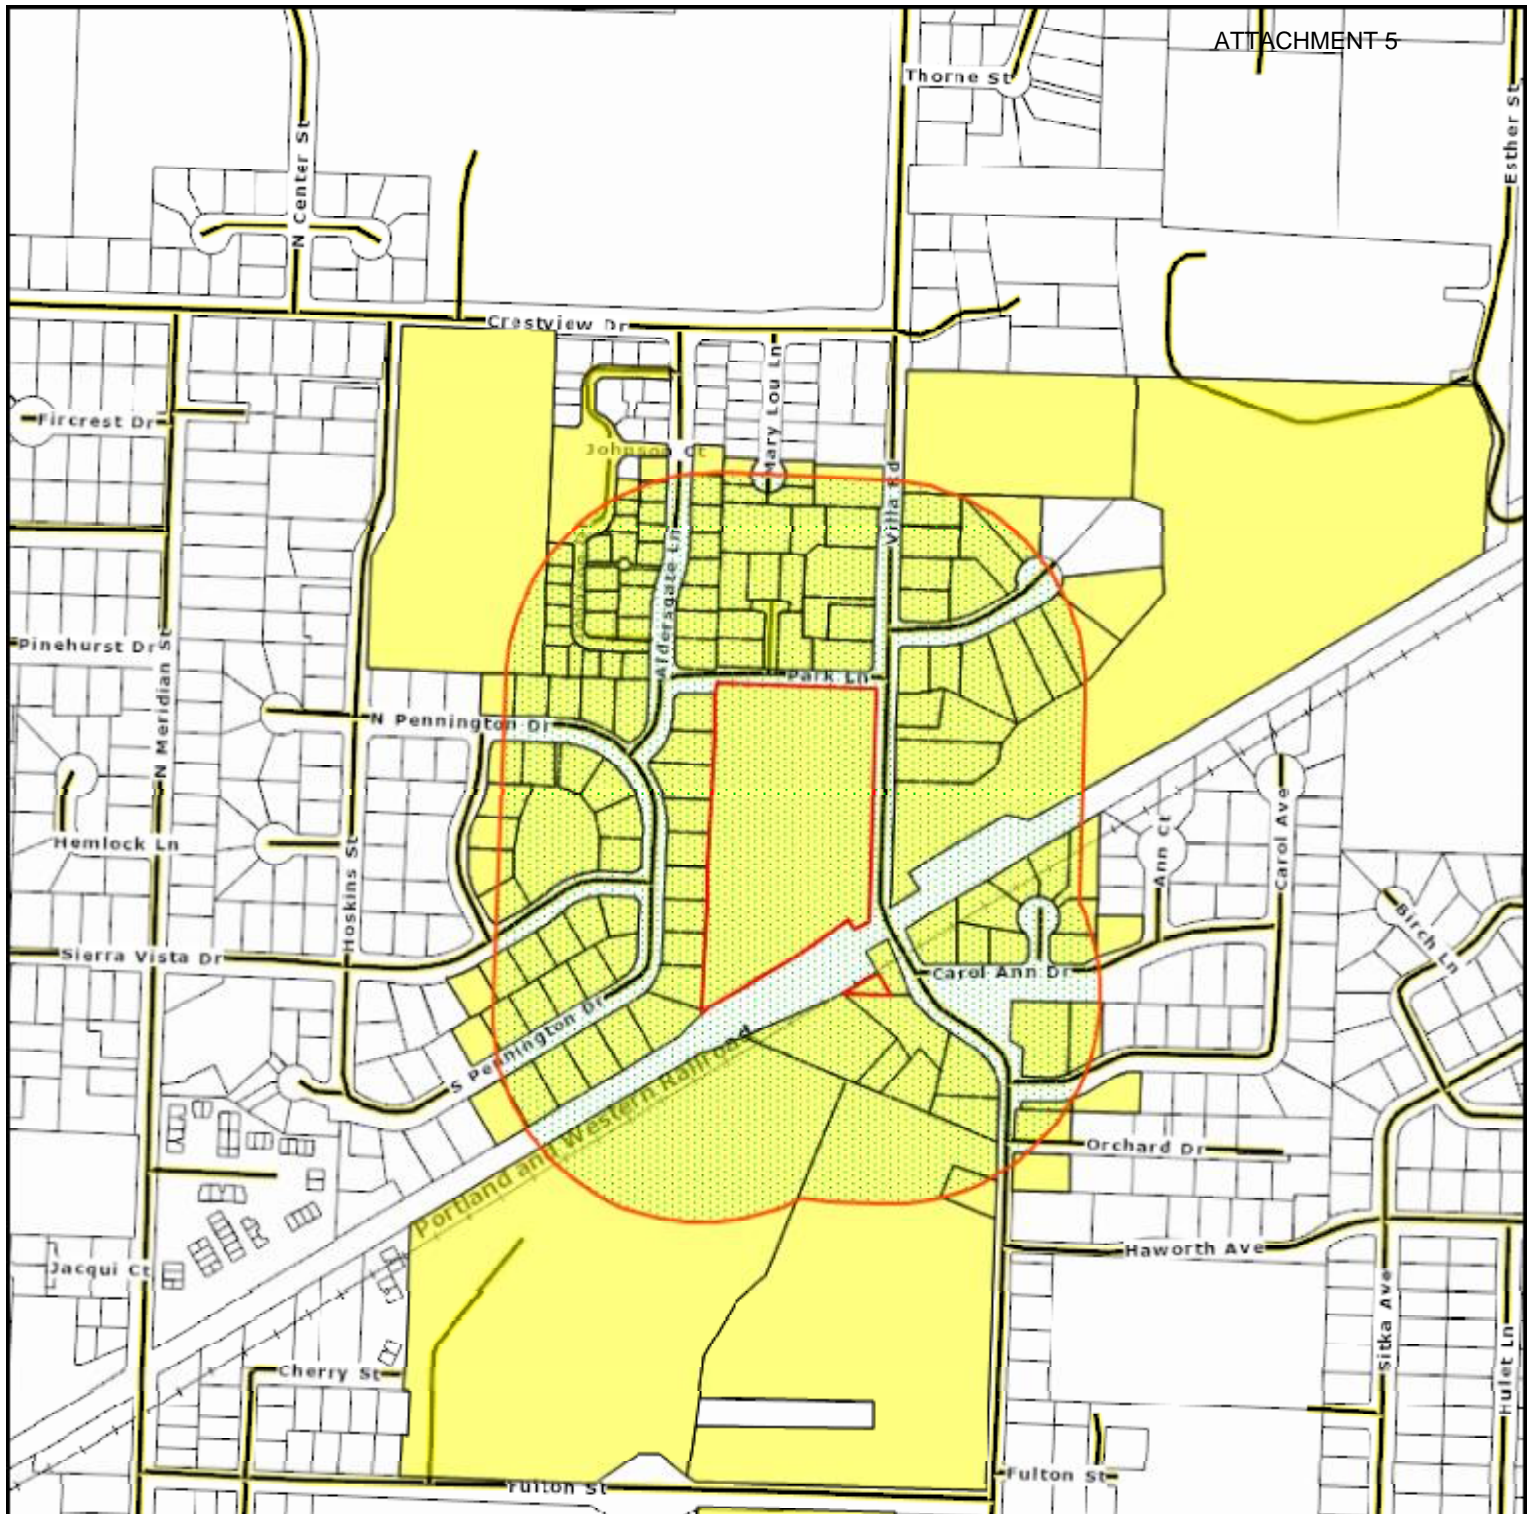 ATTACHMENT 5
Thorne St
Esther St
N Center St
Crestview Dr
Mary Lou Ln
Fircrest Dr
Johnson Ct
Villa Rd
Aldersgate Ln
Pinehurst Dr
N Meridian St
Park Ln
N Pennington Dr
Hemlock Ln
Hoskins St
Ann Ct
Carol Ave
Birch Ln
Sierra Vista Dr
Carol Ann Dr
S Pennington Dr
Portland and Western Railroad
Orchard Dr
Haworth Ave
Jacqui Ct
Sitka Ave
Hulet Ln
Cherry St
Fulton St
Fulton St